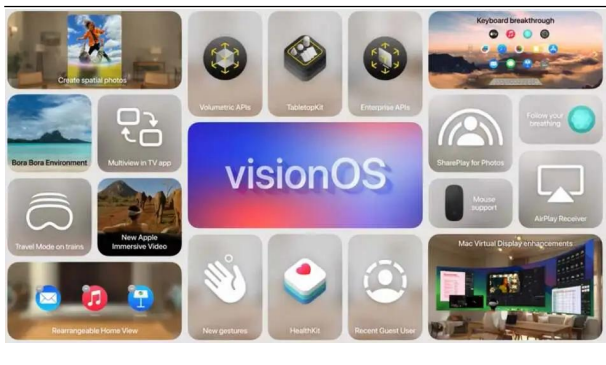 Create spatial photos
Volumetric APIs
TabletopKit
Enterprise APIs
Keyboard breakthrough
Bora Bora Environment
Multiview in TV app
visionOS
SharePlay for Photos
Follow your
breathing
Mouse
support
AirPlay Receiver
Travel Mode on trains
New Apple
Immersive Video
Mac Virtual Display enhancements
Rearrangeable Home View
New gestures
HealthKit
Recent Guest User